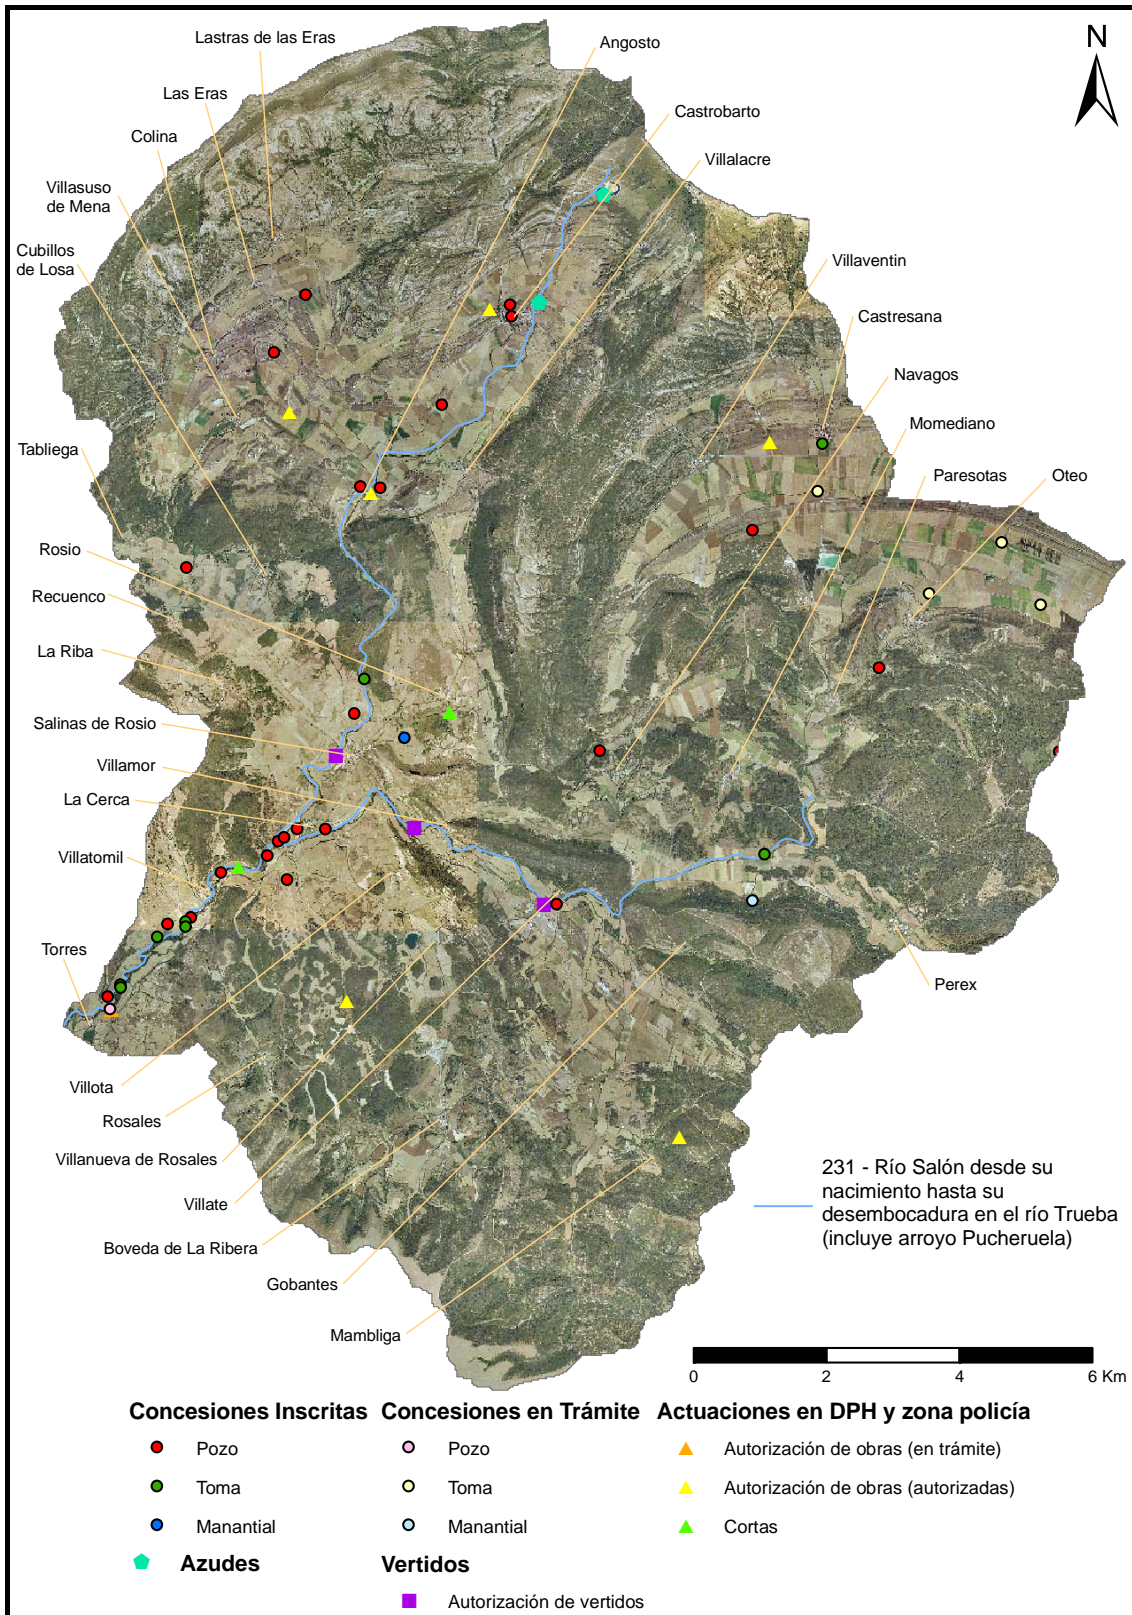 Lastras de las Eras
Angosto
N
Las Eras
Castrobarto
Colina
Villalacre
Villasuso
de Mena
Cubillos
de Losa
Villaventin
Castresana
Navagos
Momediano
Tabliega
Paresotas
Oteo
Rosio
Recuenco
La Riba
Salinas de Rosio
Villamor
La Cerca
Villatomil
Torres
Perex
Villota
Rosales
Villanueva de Rosales
Villate
Boveda de La Ribera
Gobantes
Mambliga
231 - Río Salón desde su
nacimiento hasta su
desembocadura en el río Trueba
(incluye arroyo Pucheruela)
0 2 4 6 Km
Concesiones Inscritas
Pozo
Toma
Manantial
Azudes
Concesiones en Trámite
Pozo
Toma
Manantial
Vertidos
Autorización de vertidos
Actuaciones en DPH y zona policía
Autorización de obras (en trámite)
Autorización de obras (autorizadas)
Cortas